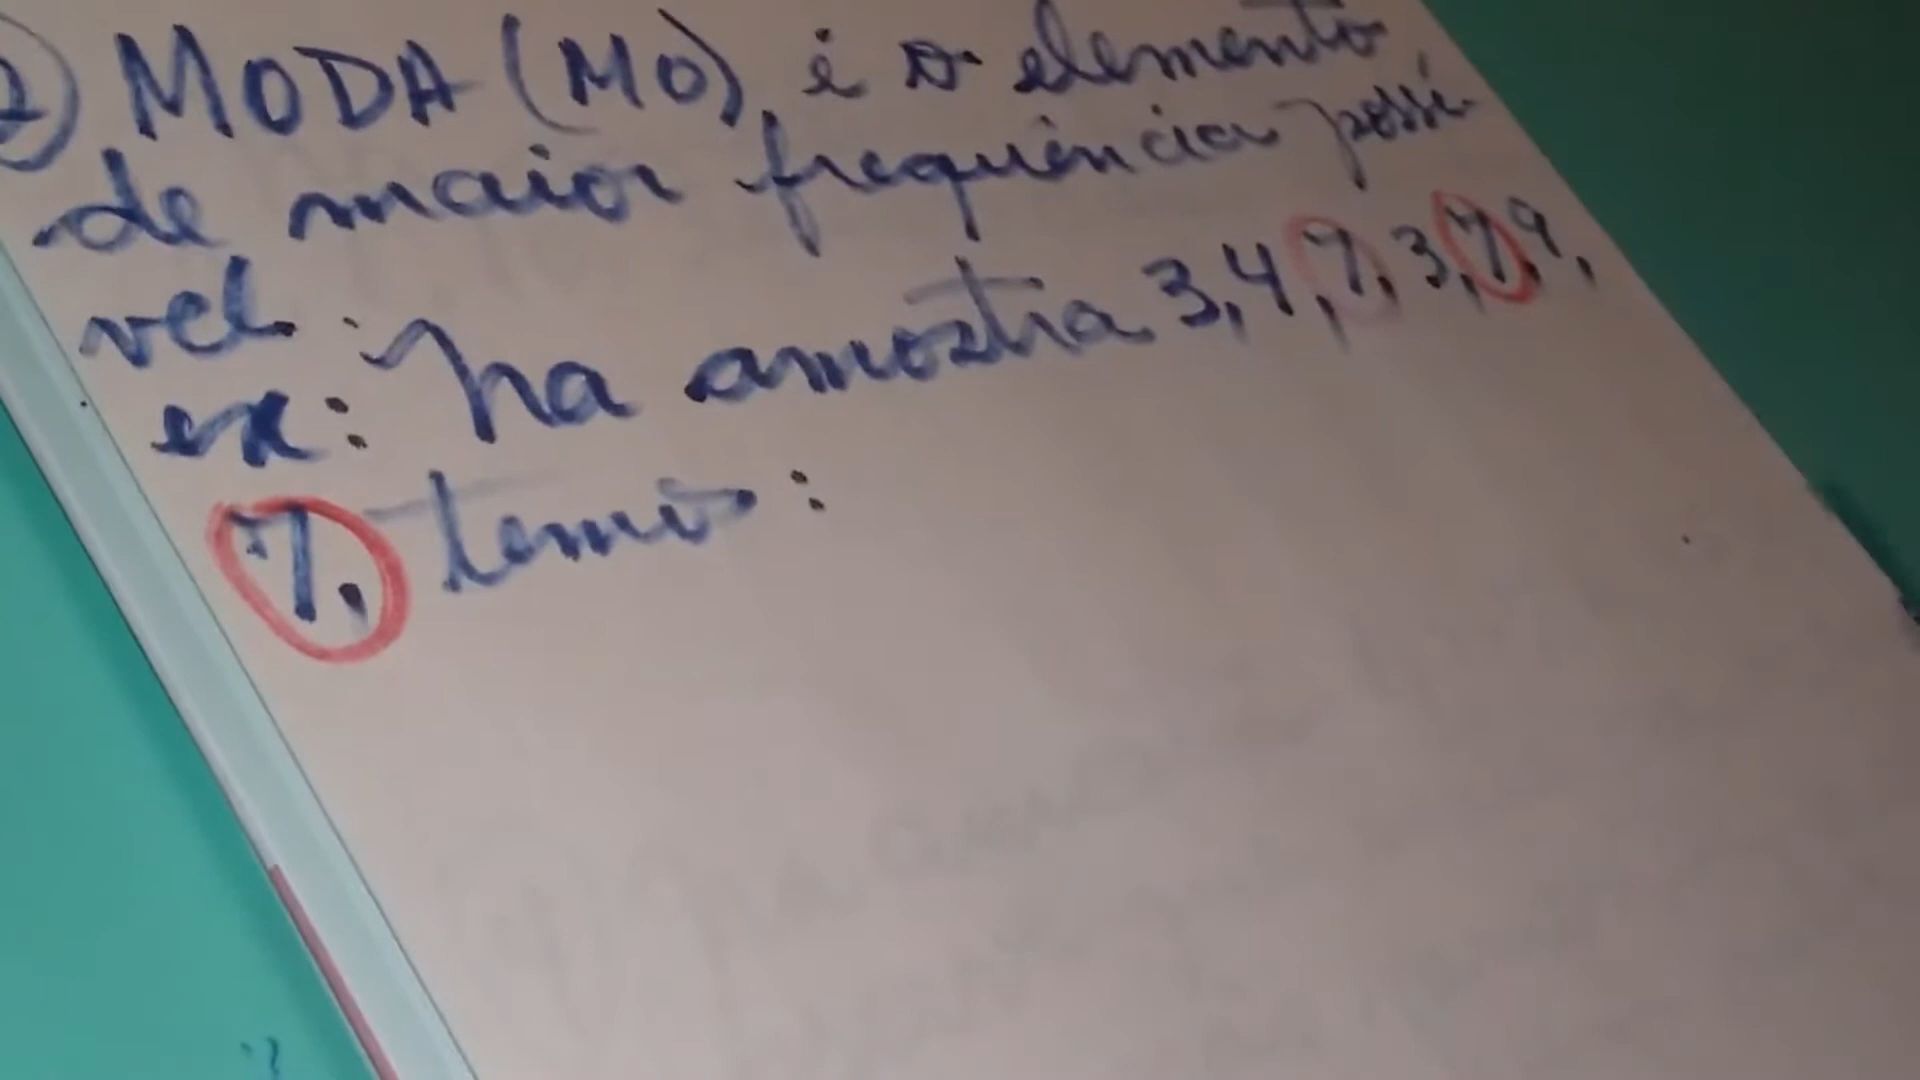 2) MODA (MO), é o elemento
de maior frequência possí-
vel.
ex: Na amostra 3,4,7,3,7,9,
7, temos: